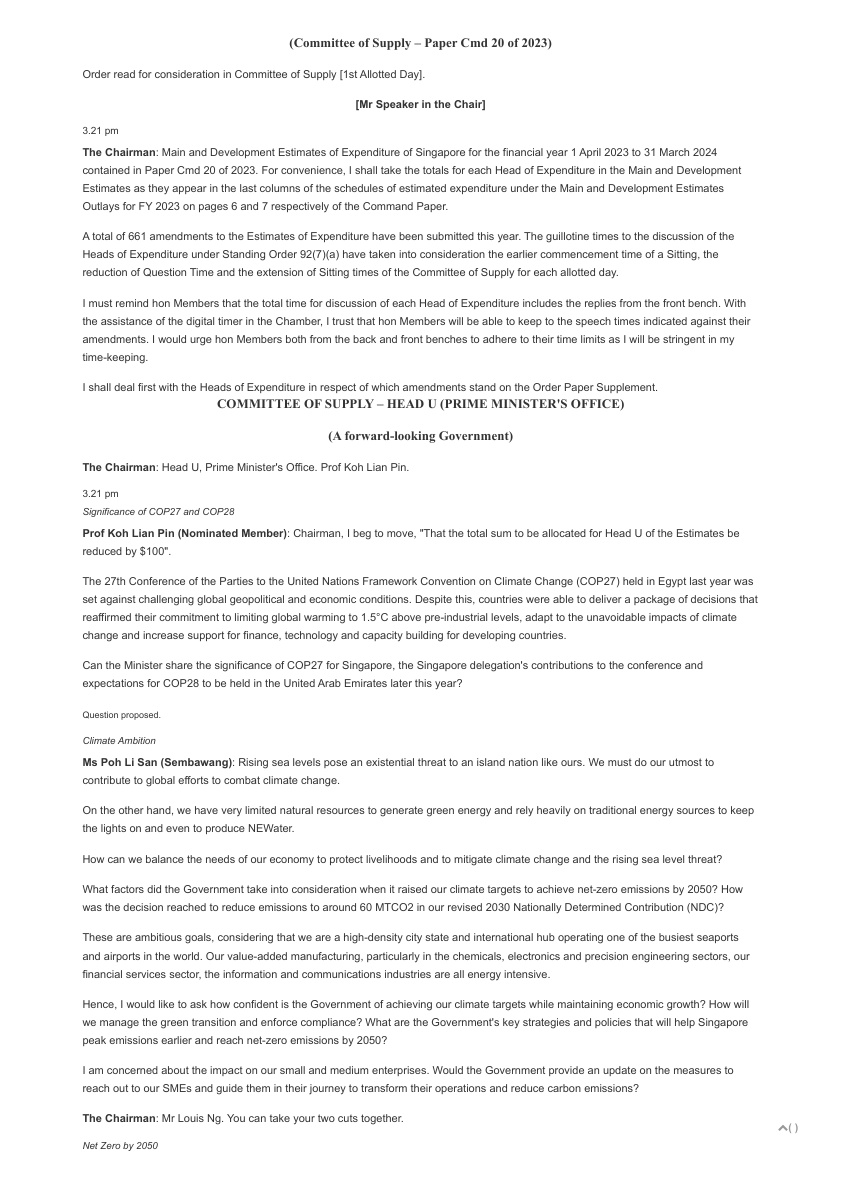 (Committee of Supply – Paper Cmd 20 of 2023)
Order read for consideration in Committee of Supply [1st Allotted Day].
[Mr Speaker in the Chair]
3.21 pm
The Chairman: Main and Development Estimates of Expenditure of Singapore for the financial year 1 April 2023 to 31 March 2024
contained in Paper Cmd 20 of 2023. For convenience, I shall take the totals for each Head of Expenditure in the Main and Development
Estimates as they appear in the last columns of the schedules of estimated expenditure under the Main and Development Estimates
Outlays for FY 2023 on pages 6 and 7 respectively of the Command Paper.
A total of 661 amendments to the Estimates of Expenditure have been submitted this year. The guillotine times to the discussion of the
Heads of Expenditure under Standing Order 92(7)(a) have taken into consideration the earlier commencement time of a Sitting, the
reduction of Question Time and the extension of Sitting times of the Committee of Supply for each allotted day.
I must remind hon Members that the total time for discussion of each Head of Expenditure includes the replies from the front bench. With
the assistance of the digital timer in the Chamber, I trust that hon Members will be able to keep to the speech times indicated against their
amendments. I would urge hon Members both from the back and front benches to adhere to their time limits as I will be stringent in my
time-keeping.
I shall deal first with the Heads of Expenditure in respect of which amendments stand on the Order Paper Supplement.
COMMITTEE OF SUPPLY – HEAD U (PRIME MINISTER'S OFFICE)
(A forward-looking Government)
The Chairman: Head U, Prime Minister's Office. Prof Koh Lian Pin.
3.21 pm
Significance of COP27 and COP28
Prof Koh Lian Pin (Nominated Member): Chairman, I beg to move, "That the total sum to be allocated for Head U of the Estimates be
reduced by $100".
The 27th Conference of the Parties to the United Nations Framework Convention on Climate Change (COP27) held in Egypt last year was
set against challenging global geopolitical and economic conditions. Despite this, countries were able to deliver a package of decisions that
reaffirmed their commitment to limiting global warming to 1.5°C above pre-industrial levels, adapt to the unavoidable impacts of climate
change and increase support for finance, technology and capacity building for developing countries.
Can the Minister share the significance of COP27 for Singapore, the Singapore delegation's contributions to the conference and
expectations for COP28 to be held in the United Arab Emirates later this year?
Question proposed.
Climate Ambition
Ms Poh Li San (Sembawang): Rising sea levels pose an existential threat to an island nation like ours. We must do our utmost to
contribute to global efforts to combat climate change.
On the other hand, we have very limited natural resources to generate green energy and rely heavily on traditional energy sources to keep
the lights on and even to produce NEWater.
How can we balance the needs of our economy to protect livelihoods and to mitigate climate change and the rising sea level threat?
What factors did the Government take into consideration when it raised our climate targets to achieve net-zero emissions by 2050? How
was the decision reached to reduce emissions to around 60 MTCO2 in our revised 2030 Nationally Determined Contribution (NDC)?
These are ambitious goals, considering that we are a high-density city state and international hub operating one of the busiest seaports
and airports in the world. Our value-added manufacturing, particularly in the chemicals, electronics and precision engineering sectors, our
financial services sector, the information and communications industries are all energy intensive.
Hence, I would like to ask how confident is the Government of achieving our climate targets while maintaining economic growth? How will
we manage the green transition and enforce compliance? What are the Government's key strategies and policies that will help Singapore
peak emissions earlier and reach net-zero emissions by 2050?
I am concerned about the impact on our small and medium enterprises. Would the Government provide an update on the measures to
reach out to our SMEs and guide them in their journey to transform their operations and reduce carbon emissions?
The Chairman: Mr Louis Ng. You can take your two cuts together.
( )
Net Zero by 2050